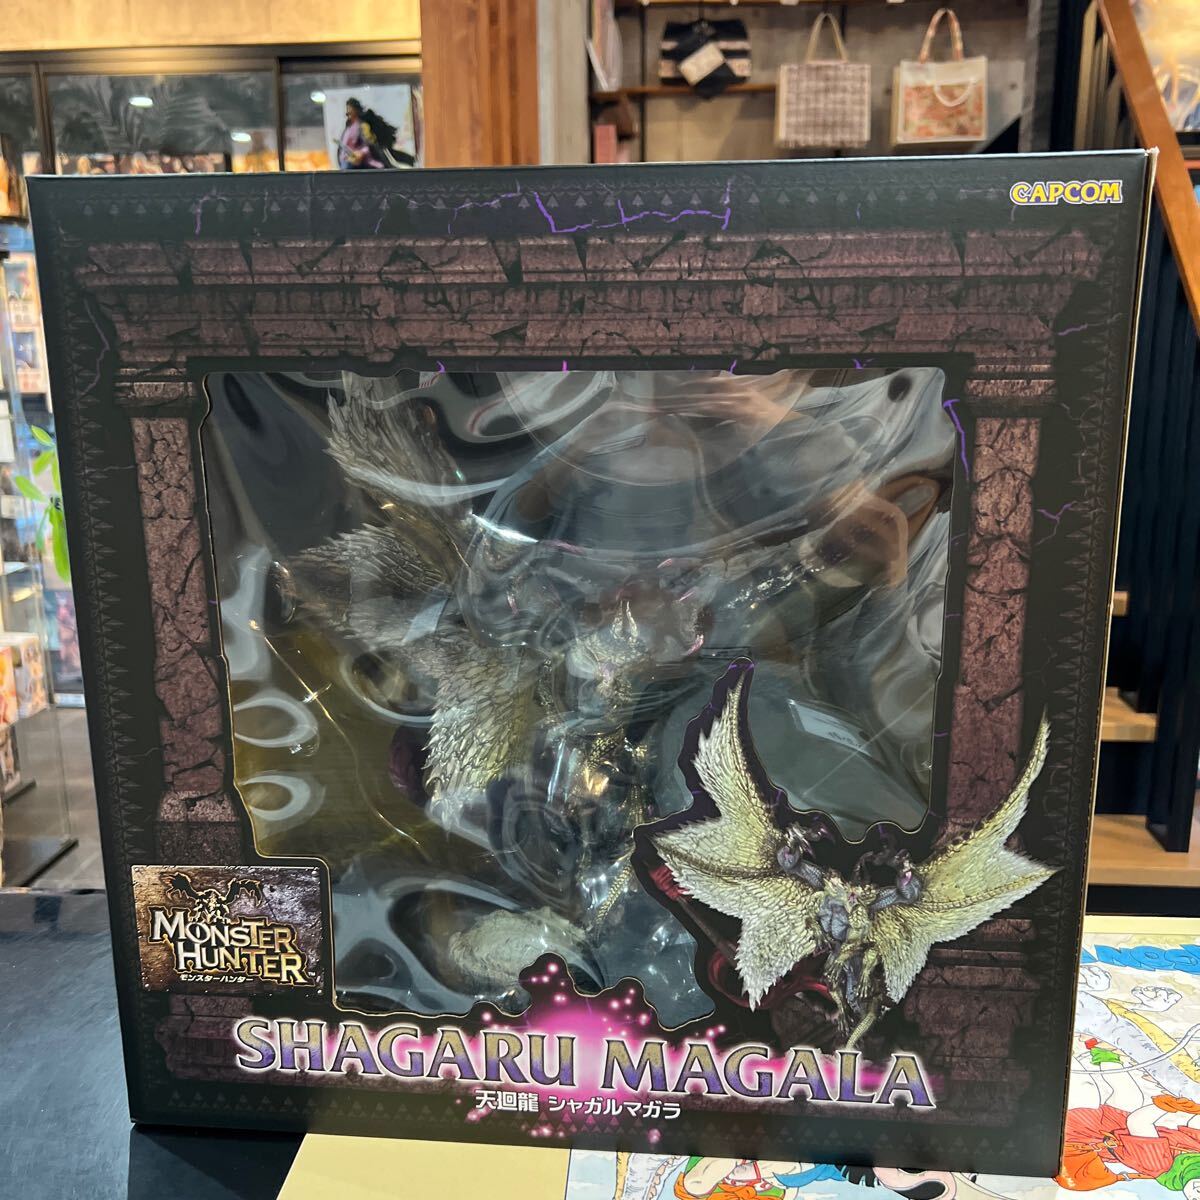 CAPCOM
MONSTER
HUNTER™
モンスターハンター
SHAGARU MAGALA
天廻龍 シャガルマガラ